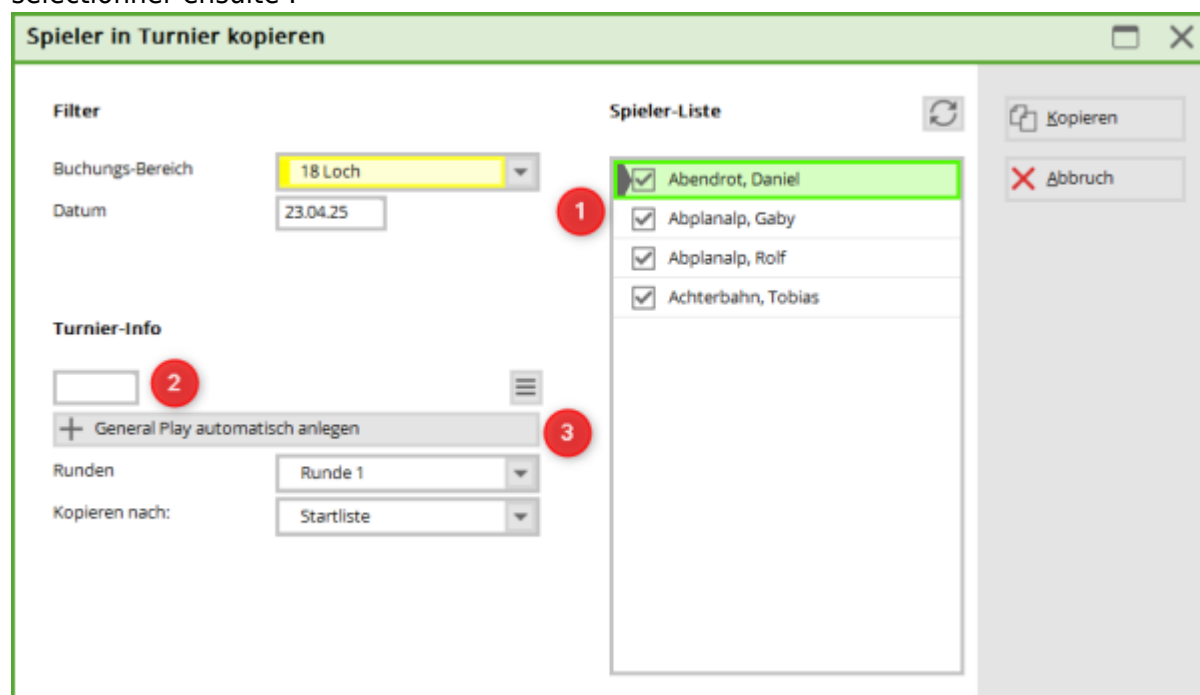 Spieler in Turnier kopieren
Filter
Buchungs-Bereich
18 Loch
Datum
23.04.25
Turnier-Info
2
General Play automatisch anlegen
3
Runden
Runde 1
Kopieren nach:
Startliste
Spieler-Liste
1
Abendrot, Daniel
Abplanalp, Gaby
Abplanalp, Rolf
Achterbahn, Tobias
Kopieren
Abbruch